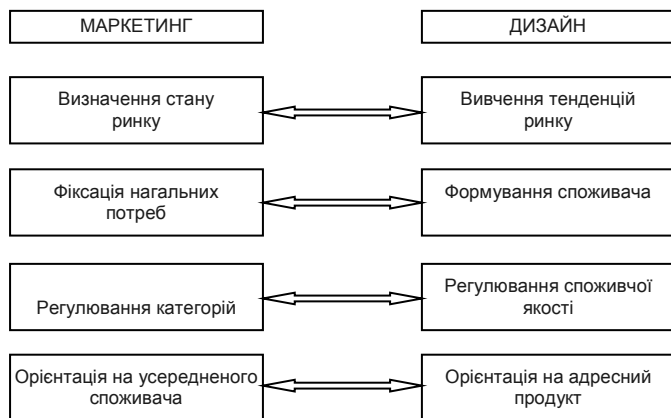 МАРКЕТИНГ
ДИЗАЙН
Визначення стану
ринку
Вивчення тенденцій
ринку
Фіксація нагальних
потреб
Формування споживача
Регулювання категорій
Регулювання споживчої
якості
Орієнтація на усередненого
споживача
Орієнтація на адресний
продукт